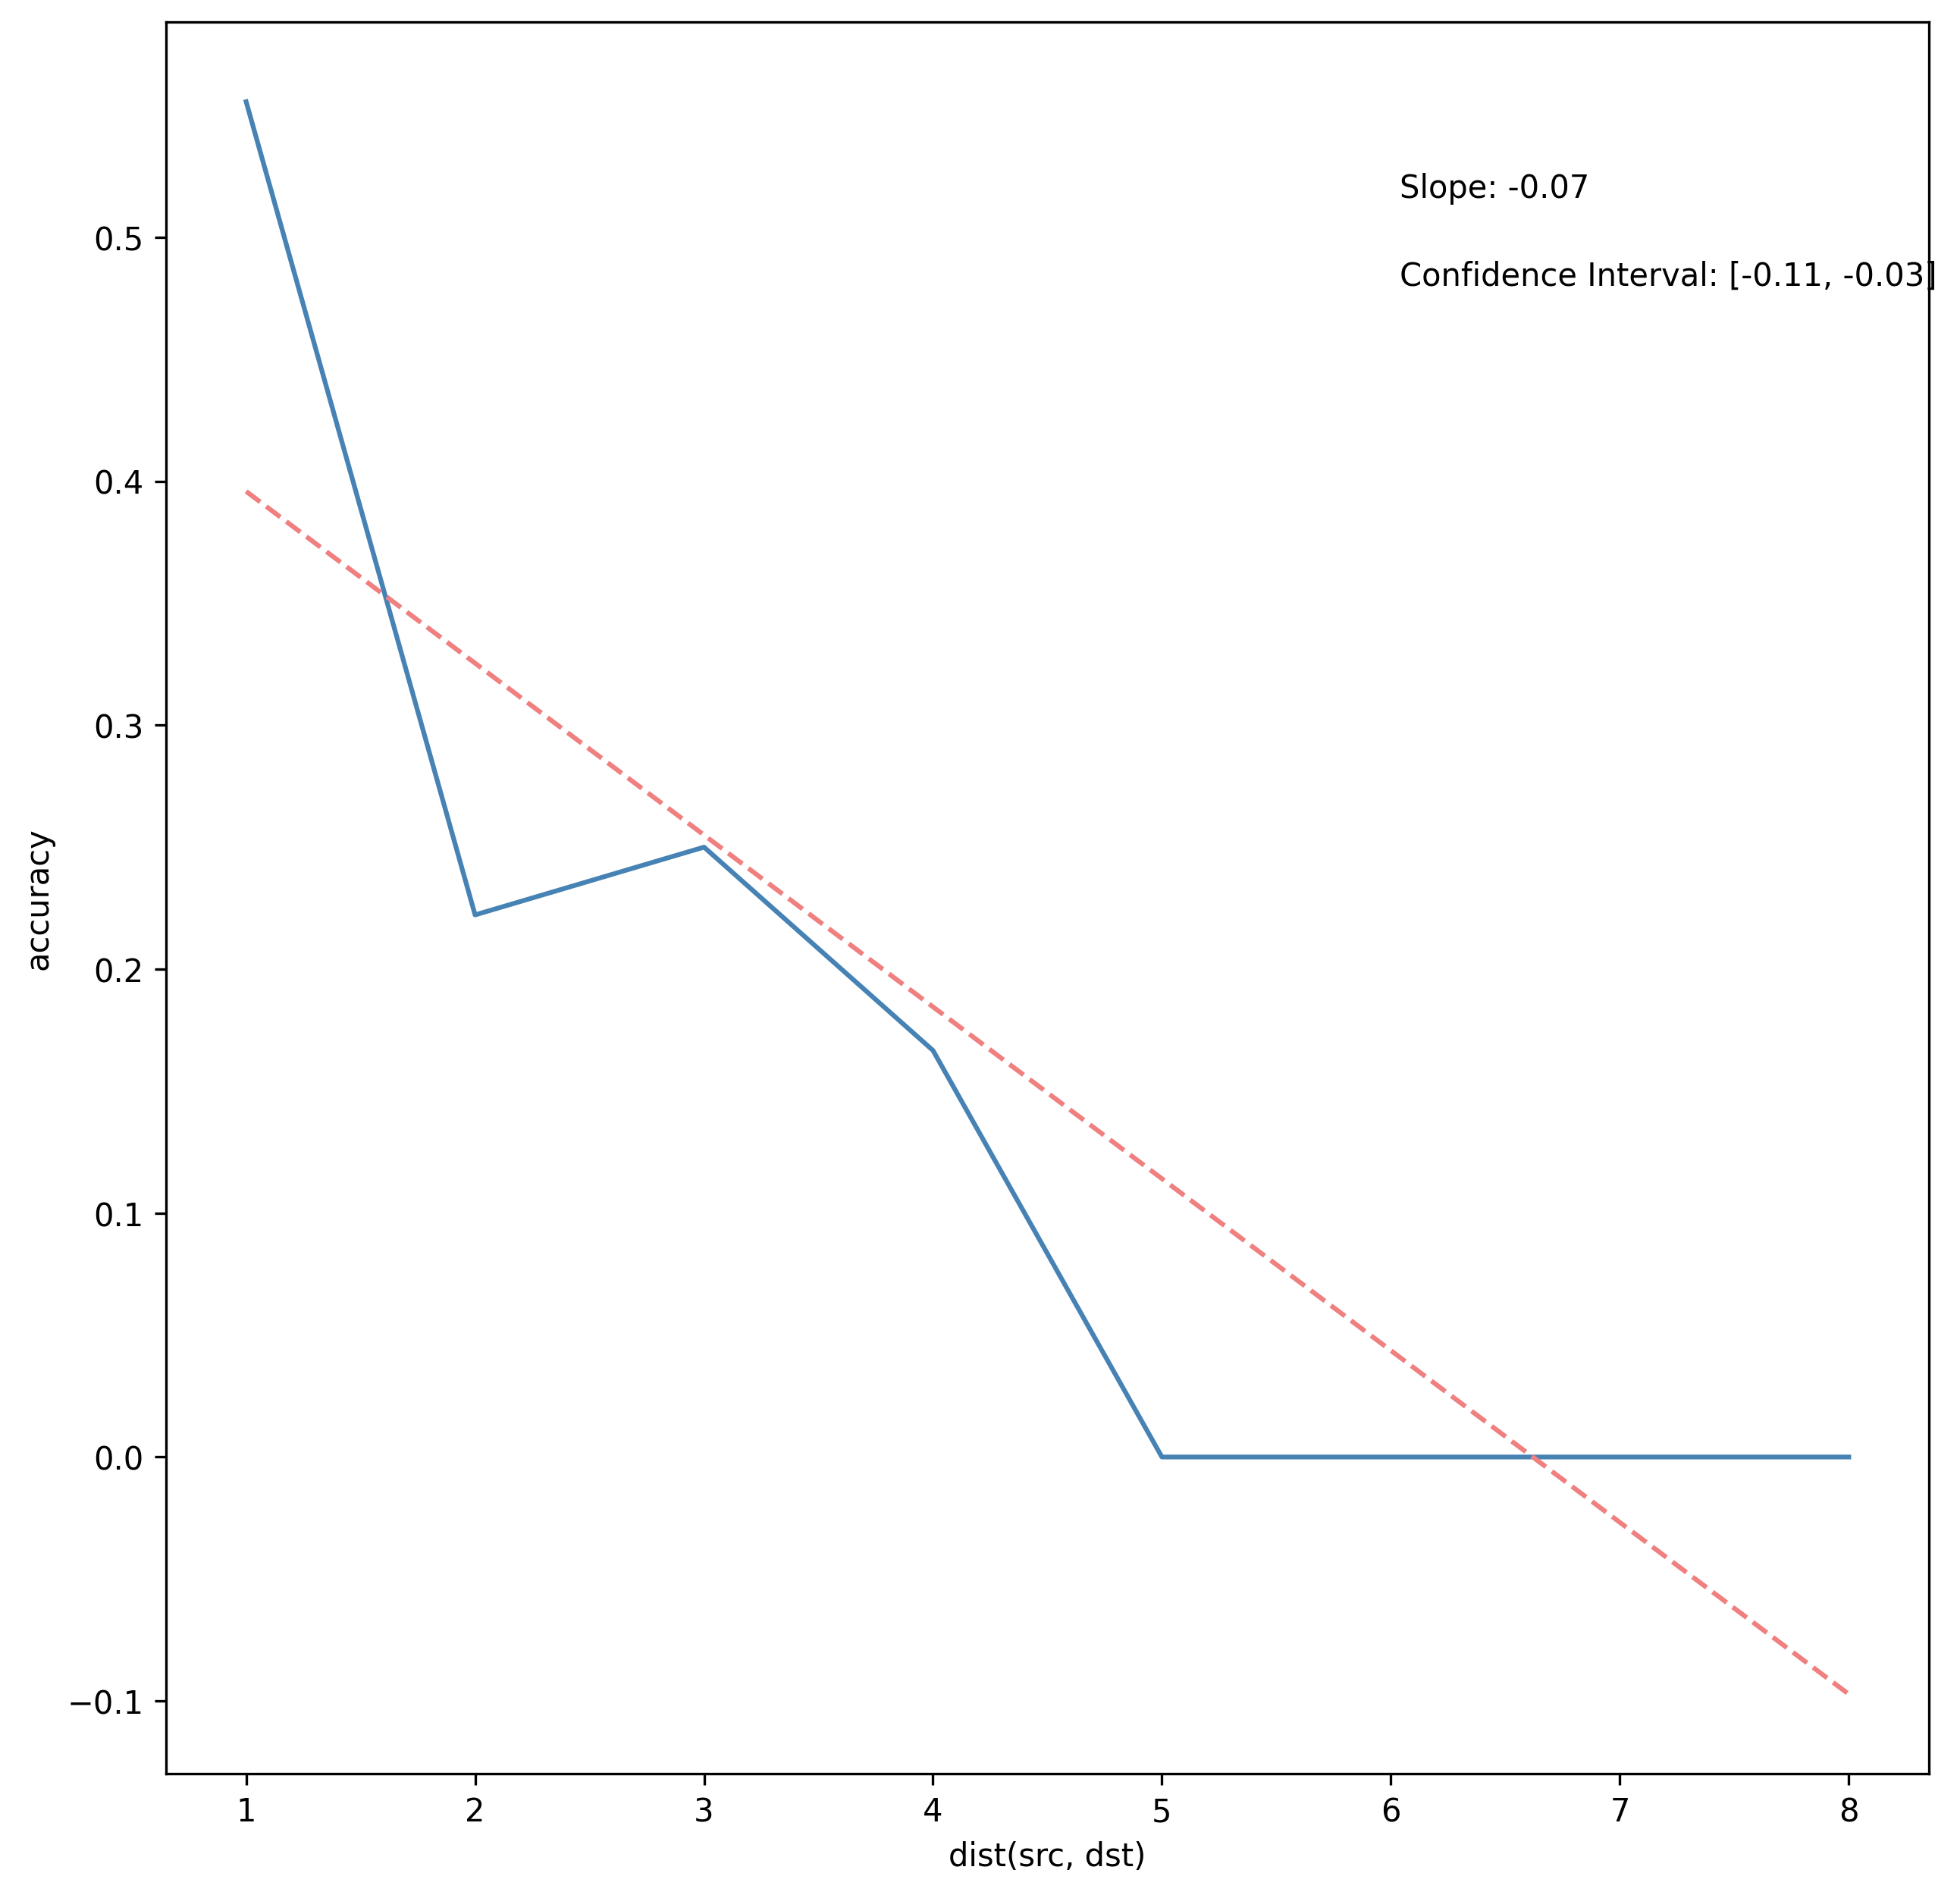 Slope: -0.07
Confidence Interval: [-0.11, -0.03]
0.5
0.4
0.3
0.2
0.1
0.0
−0.1
accuracy
1 2 3 4 5 6 7 8
dist(src, dst)